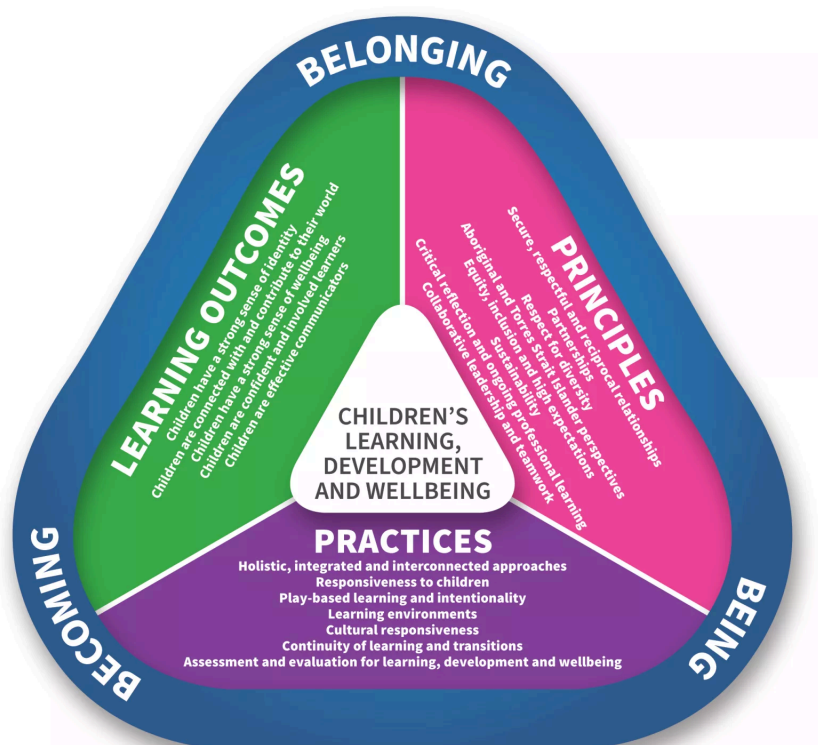 BELONGING
LEARNING OUTCOMES
Children have a strong sense of identity
Children are connected with and contribute to their world
Children have a strong sense of wellbeing
Children are confident and involved learners
Children are effective communicators
PRINCIPLES
Secure, respectful and reciprocal relationships
Partnerships
Respect for diversity
Aboriginal and Torres Strait Islander perspectives
Equity, inclusion and high expectations
Sustainability
Critical reflection and ongoing professional learning
Collaborative leadership and teamwork
CHILDREN'S
LEARNING,
DEVELOPMENT
AND WELLBEING
PRACTICES
Holistic, integrated and interconnected approaches
Responsiveness to children
Play-based learning and intentionality
Learning environments
Cultural responsiveness
Continuity of learning and transitions
Assessment and evaluation for learning, development and wellbeing
BECOMING
BEING